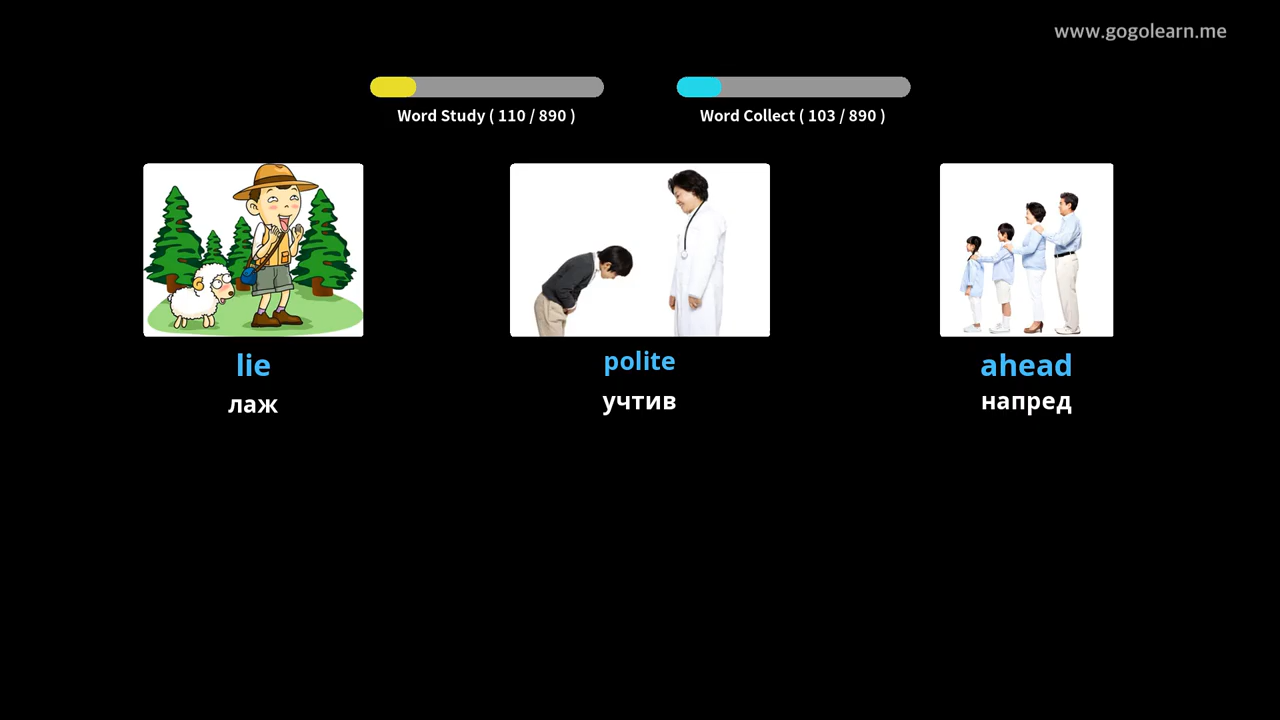 www.gogolearn.me
Word Study ( 110 / 890 )
Word Collect ( 103 / 890 )
lie
лаж
polite
учтив
ahead
напред